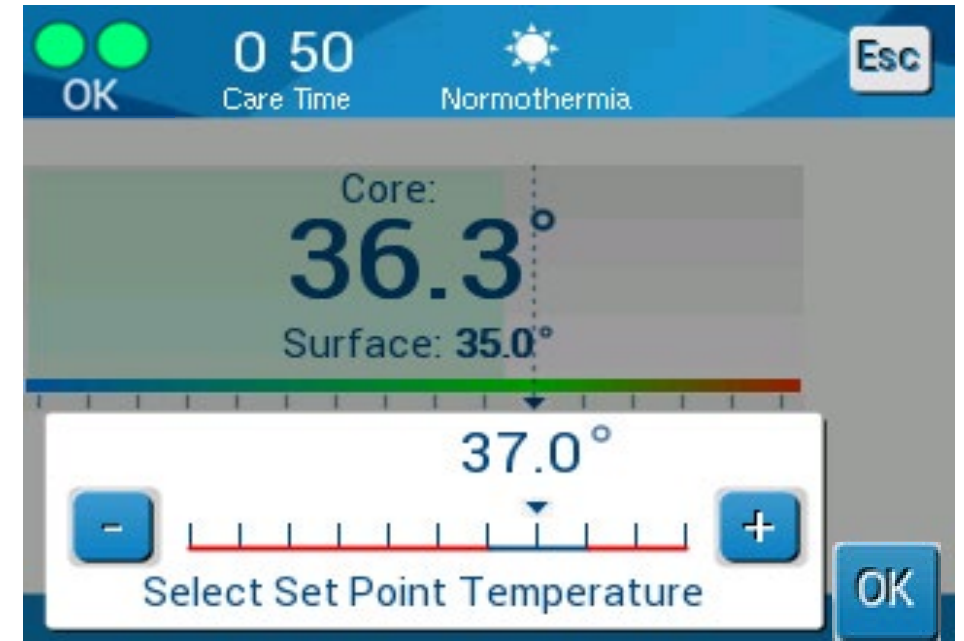 OK
0 50
Care Time
Normothermia
Esc
Core:
36.3°
Surface: 35.0°
37.0°
- +
Select Set Point Temperature
OK